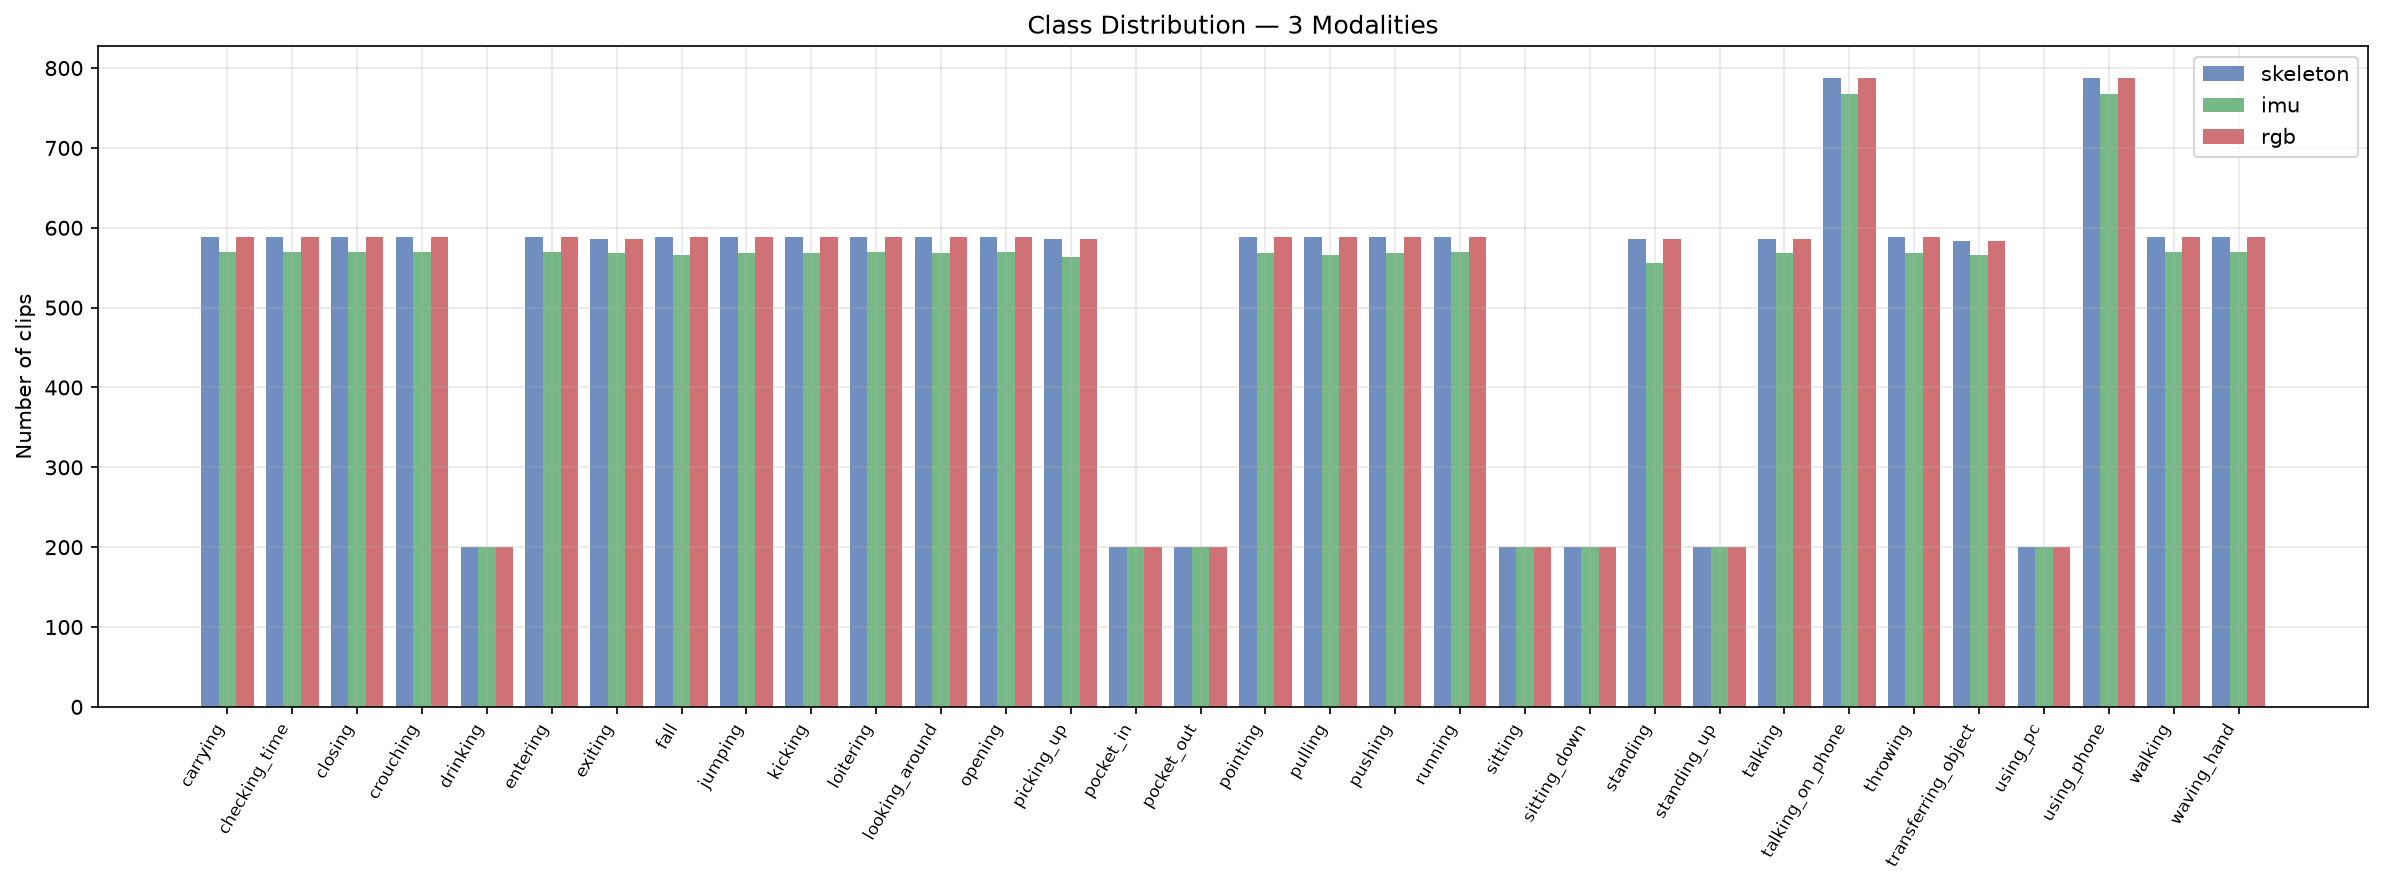 Class Distribution — 3 Modalities
Number of clips
800
700
600
500
400
300
200
100
0
skeleton
imu
rgb
carrying
checking_time
closing
crouching
drinking
entering
exiting
fall
jumping
kicking
loitering
looking_around
opening
picking_up
pocket_in
pocket_out
pointing
pulling
pushing
running
sitting
sitting_down
standing
standing_up
talking
talking_on_phone
throwing
transferring_object
using_pc
using_phone
walking
waving_hand